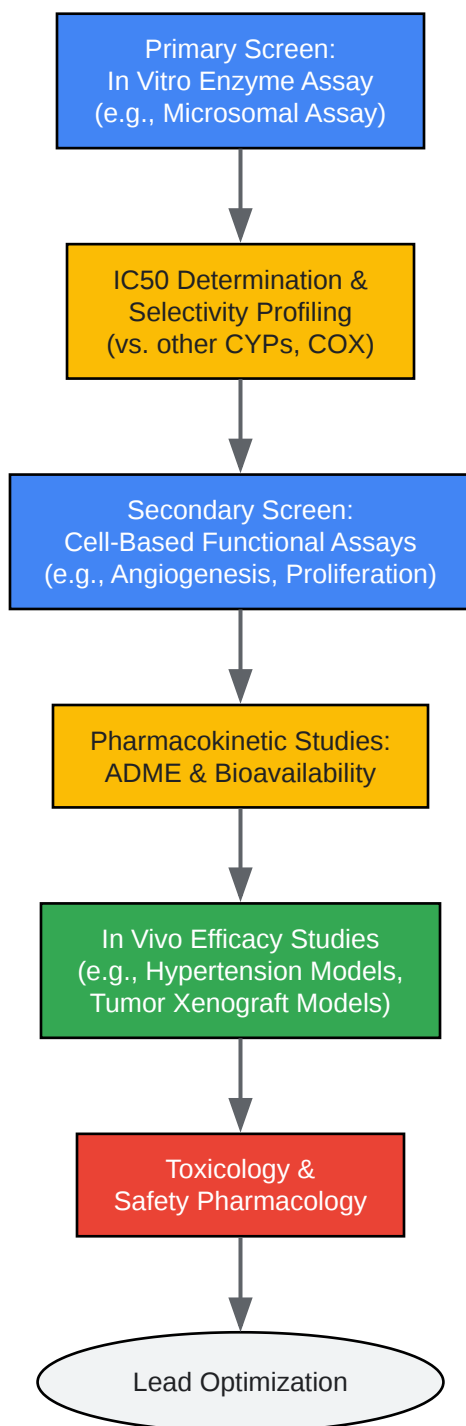 Primary Screen:
In Vitro Enzyme Assay
(e.g., Microsomal Assay)
IC50 Determination &
Selectivity Profiling
(vs. other CYPs, COX)
Secondary Screen:
Cell-Based Functional Assays
(e.g., Angiogenesis, Proliferation)
Pharmacokinetic Studies:
ADME & Bioavailability
In Vivo Efficacy Studies
(e.g., Hypertension Models,
Tumor Xenograft Models)
Toxicology &
Safety Pharmacology
Lead Optimization